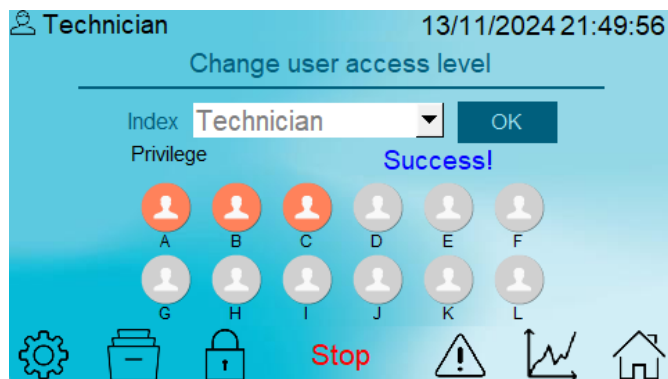 Technician 13/11/2024 21:49:56
Change user access level
Index Technician OK
Privilege Success!
A B C D E F
G H I J K L
Stop